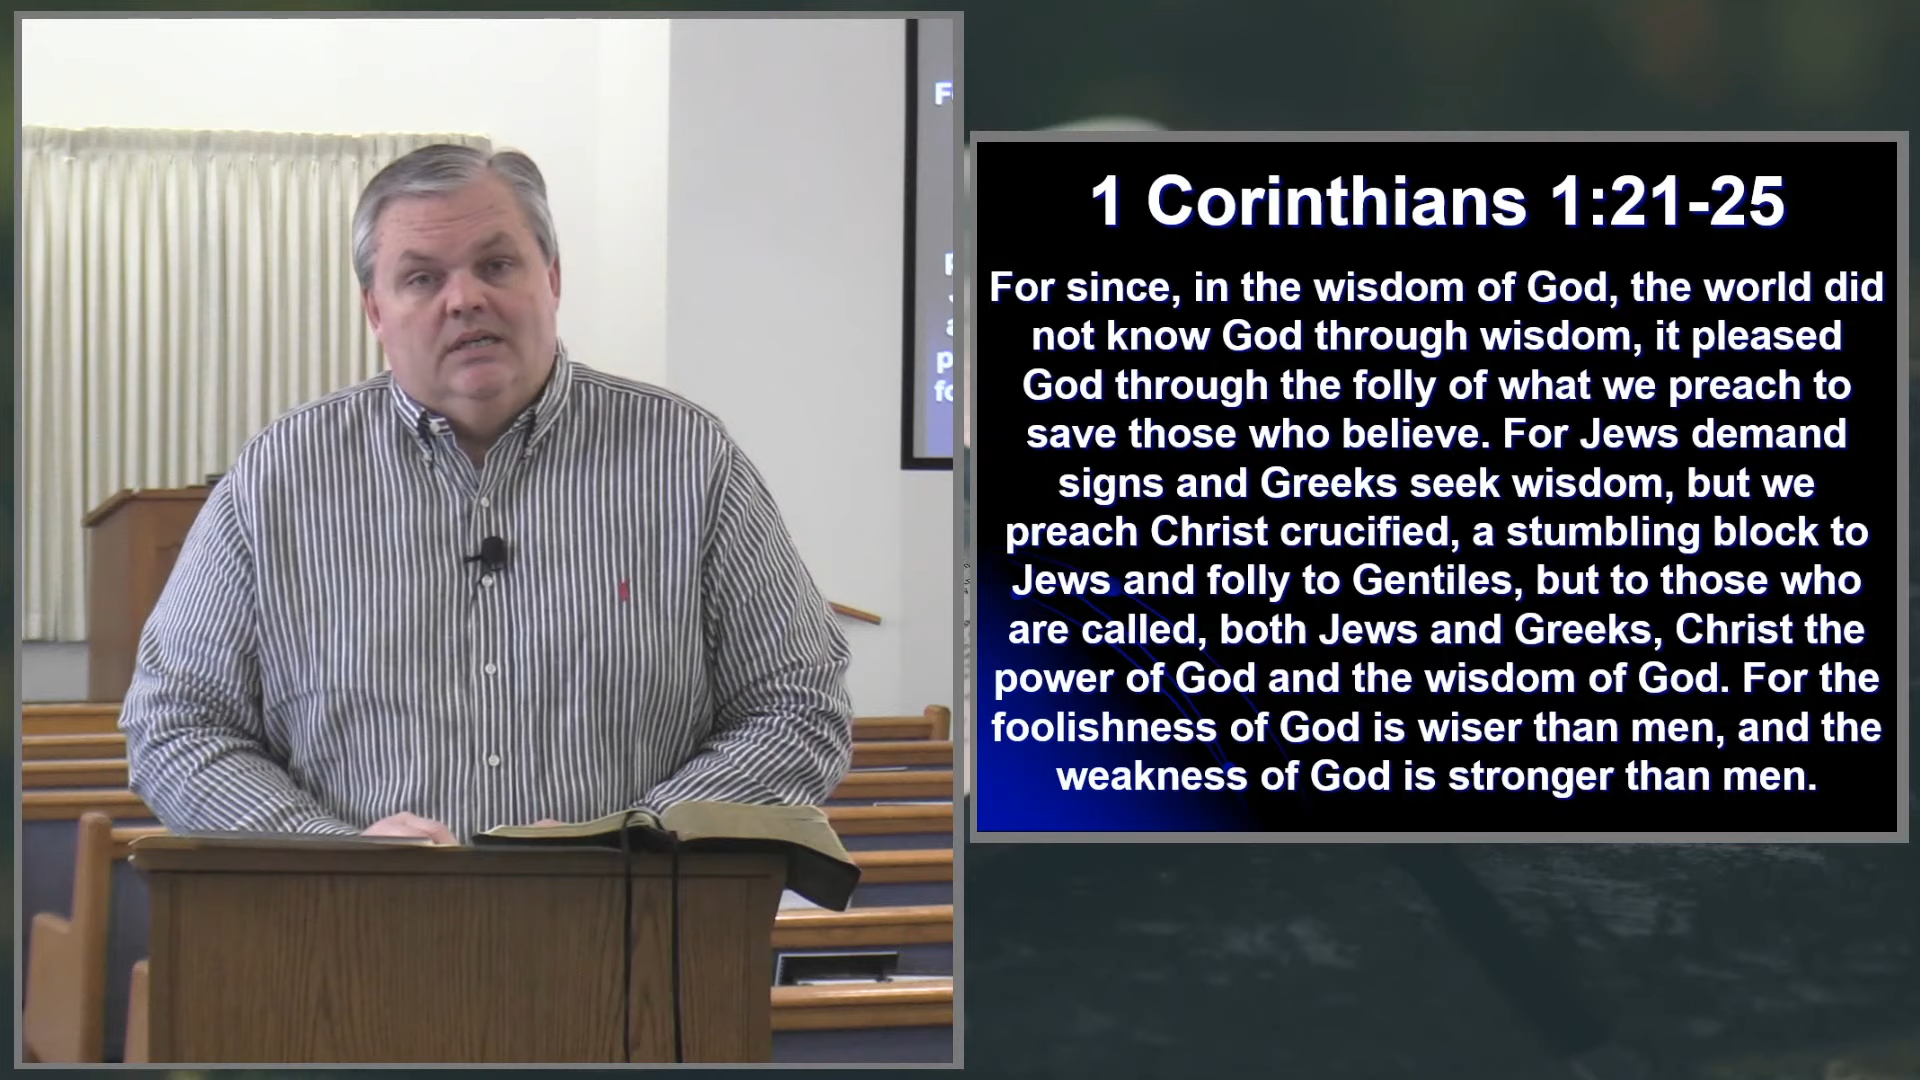 1 Corinthians 1:21-25
For since, in the wisdom of God, the world did
not know God through wisdom, it pleased
God through the folly of what we preach to
save those who believe. For Jews demand
signs and Greeks seek wisdom, but we
preach Christ crucified, a stumbling block to
Jews and folly to Gentiles, but to those who
are called, both Jews and Greeks, Christ the
power of God and the wisdom of God. For the
foolishness of God is wiser than men, and the
weakness of God is stronger than men.